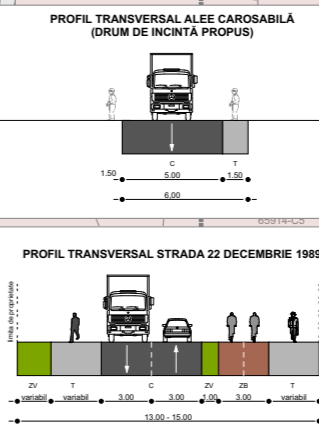 PROFIL TRANSVERSAL ALEE CAROSABILĂ
(DRUM DE INCINTĂ PROPUS)
C T
1.50 5.00 1.50
6,00
65914-C5
PROFIL TRANSVERSAL STRADA 22 DECEMBRIE 1989
limita de proprietate
ZV T C ZV ZB T
variabil variabil 3.00 3.00 1.00 3.00 variabil
13.00 - 15.00